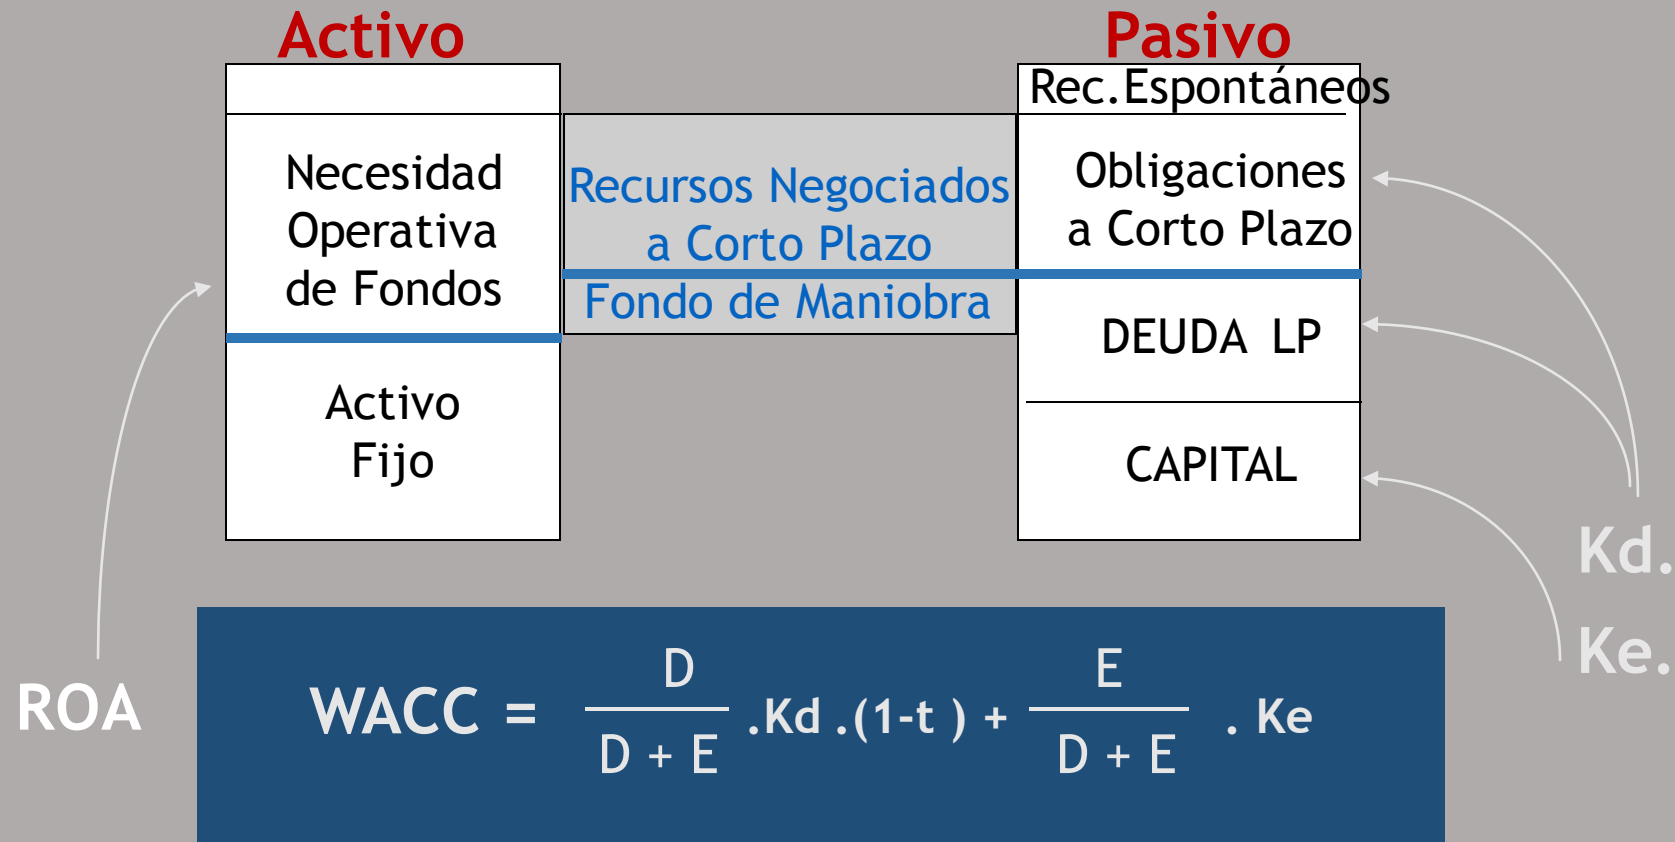 Activo
Pasivo
Rec.Espontáneos
Necesidad
Operativa
de Fondos
Recursos Negociados
a Corto Plazo
Fondo de Maniobra
Obligaciones
a Corto Plazo
DEUDA LP
Activo
Fijo
CAPITAL
Kd.
Ke.
ROA
WACC = D / D + E .Kd .(1-t ) + E / D + E . Ke